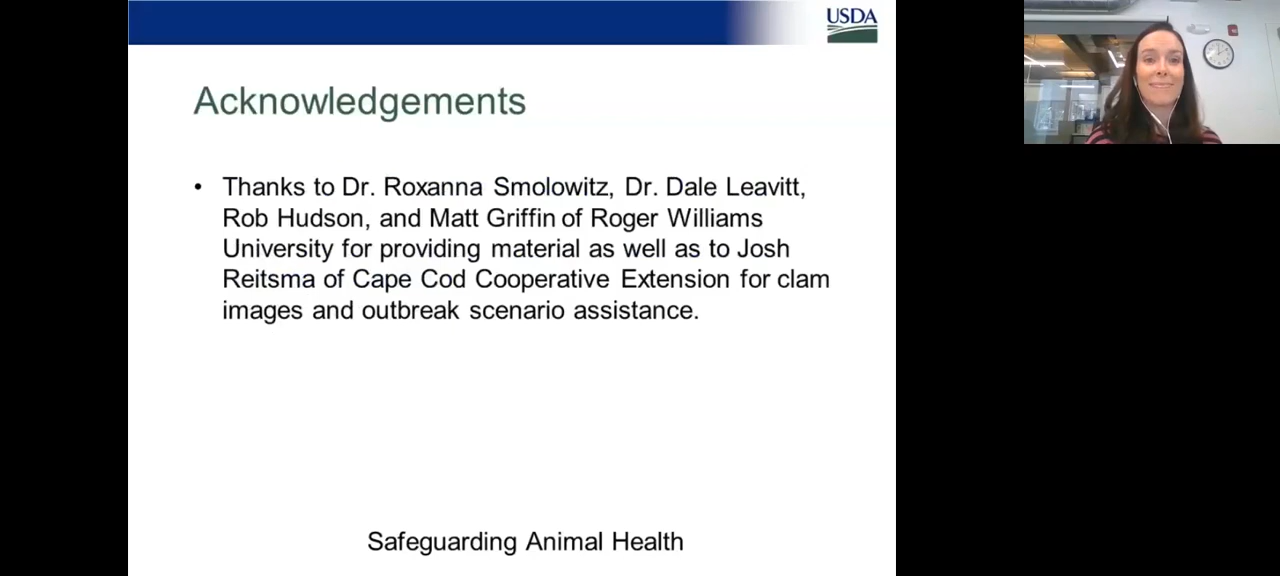 USDA
Acknowledgements
• Thanks to Dr. Roxanna Smolowitz, Dr. Dale Leavitt,
Rob Hudson, and Matt Griffin of Roger Williams
University for providing material as well as to Josh
Reitsma of Cape Cod Cooperative Extension for clam
images and outbreak scenario assistance.
Safeguarding Animal Health